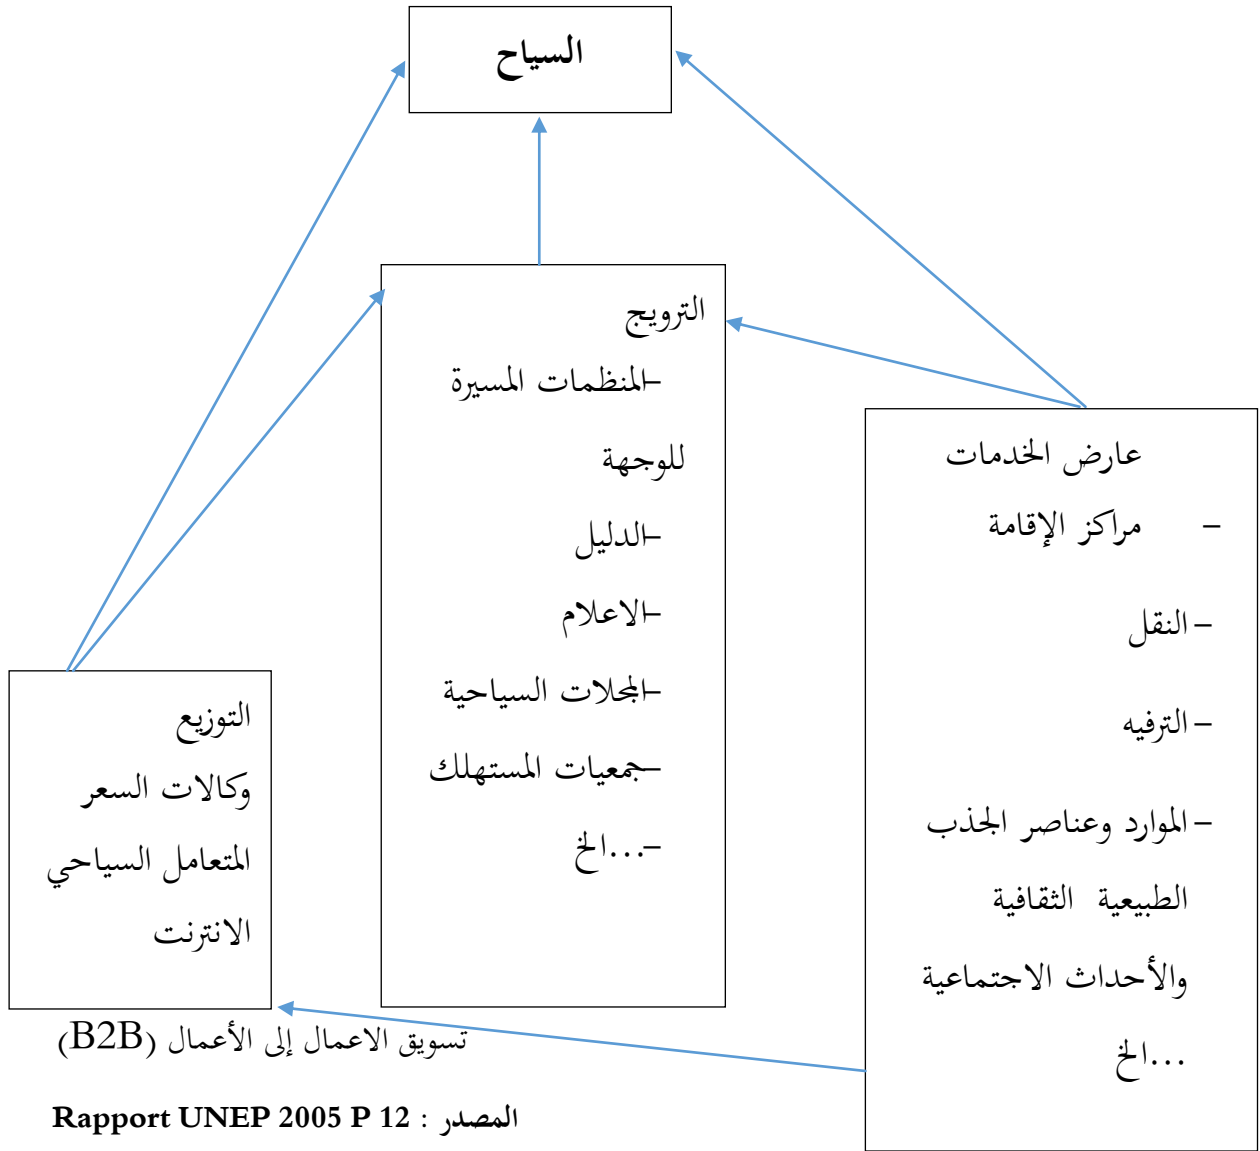 السياح
الترويج
-المنظمات المسيرة
للوجهة
-الدليل
-الاعلام
-المجلات السياحية
-جمعيات المستهلك
-...الخ
عارض الخدمات
- مراكز الإقامة
- النقل
- الترفيه
- الموارد وعناصر الجذب
الطبيعية الثقافية
والأحداث الاجتماعية
...الخ
التوزيع
وكالات السعر
المتعامل السياحي
الانترنت
تسويق الاعمال إلى الأعمال (B2B)
المصدر : Rapport UNEP 2005 P 12